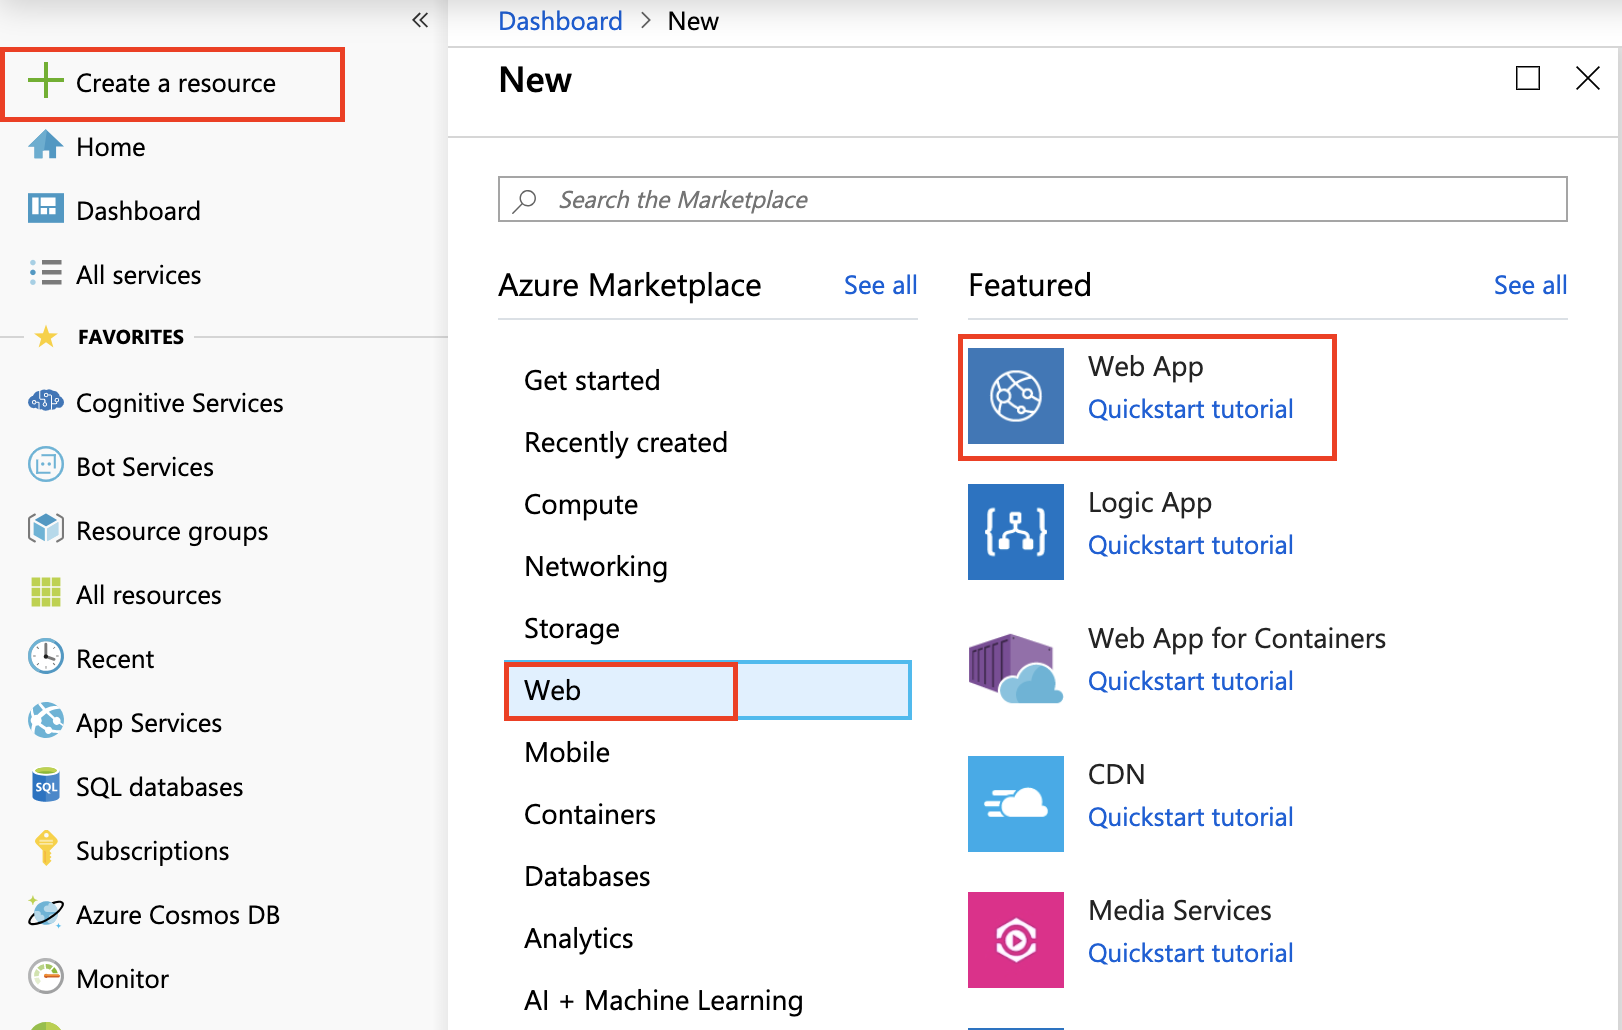 «
Create a resource
Home
Dashboard
All services
FAVORITES
Cognitive Services
Bot Services
Resource groups
All resources
Recent
App Services
SQL
SQL databases
Subscriptions
Azure Cosmos DB
Monitor
Dashboard > New
New
Search the Marketplace
Azure Marketplace See all
Get started
Recently created
Compute
Networking
Storage
Web
Mobile
Containers
Databases
Analytics
AI + Machine Learning
Featured See all
Web App
Quickstart tutorial
Logic App
Quickstart tutorial
Web App for Containers
Quickstart tutorial
CDN
Quickstart tutorial
Media Services
Quickstart tutorial